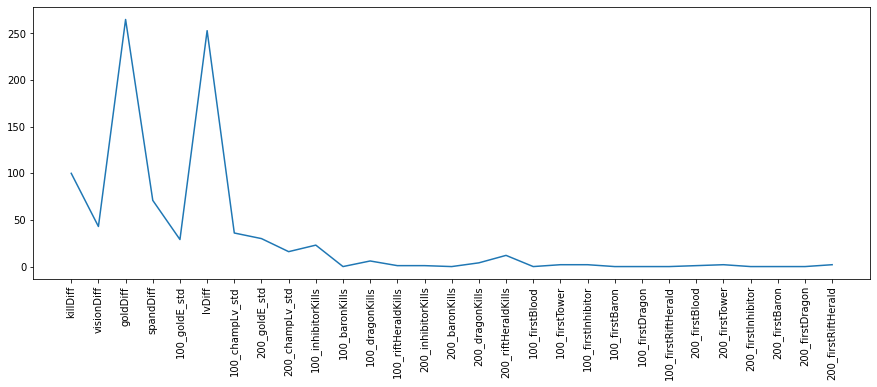 250
200
150
100
50
0
killDiff
visionDiff
goldDiff
spandDiff
100_goldE_std
lvDiff
100_champLv_std
200_goldE_std
200_champLv_std
100_inhibitorKills
100_baronKills
100_dragonKills
100_riftHeraldKills
200_inhibitorKills
200_baronKills
200_dragonKills
200_riftHeraldKills
100_firstBlood
100_firstTower
100_firstInhibitor
100_firstBaron
100_firstDragon
100_firstRiftHerald
200_firstBlood
200_firstTower
200_firstInhibitor
200_firstBaron
200_firstDragon
200_firstRiftHerald